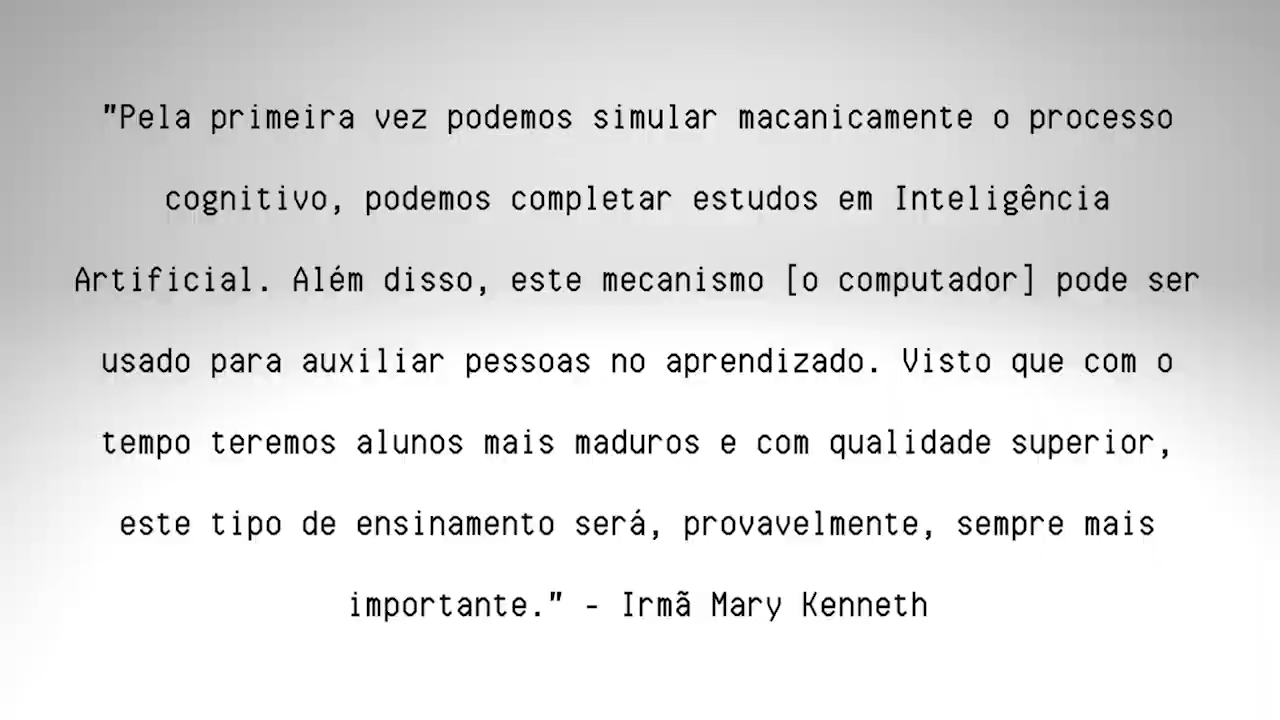 "Pela primeira vez podemos simular macanicamente o processo
cognitivo, podemos completar estudos em Inteligência
Artificial. Além disso, este mecanismo [o computador] pode ser
usado para auxiliar pessoas no aprendizado. Visto que com o
tempo teremos alunos mais maduros e com qualidade superior,
este tipo de ensinamento será, provavelmente, sempre mais
importante." - Irmã Mary Kenneth